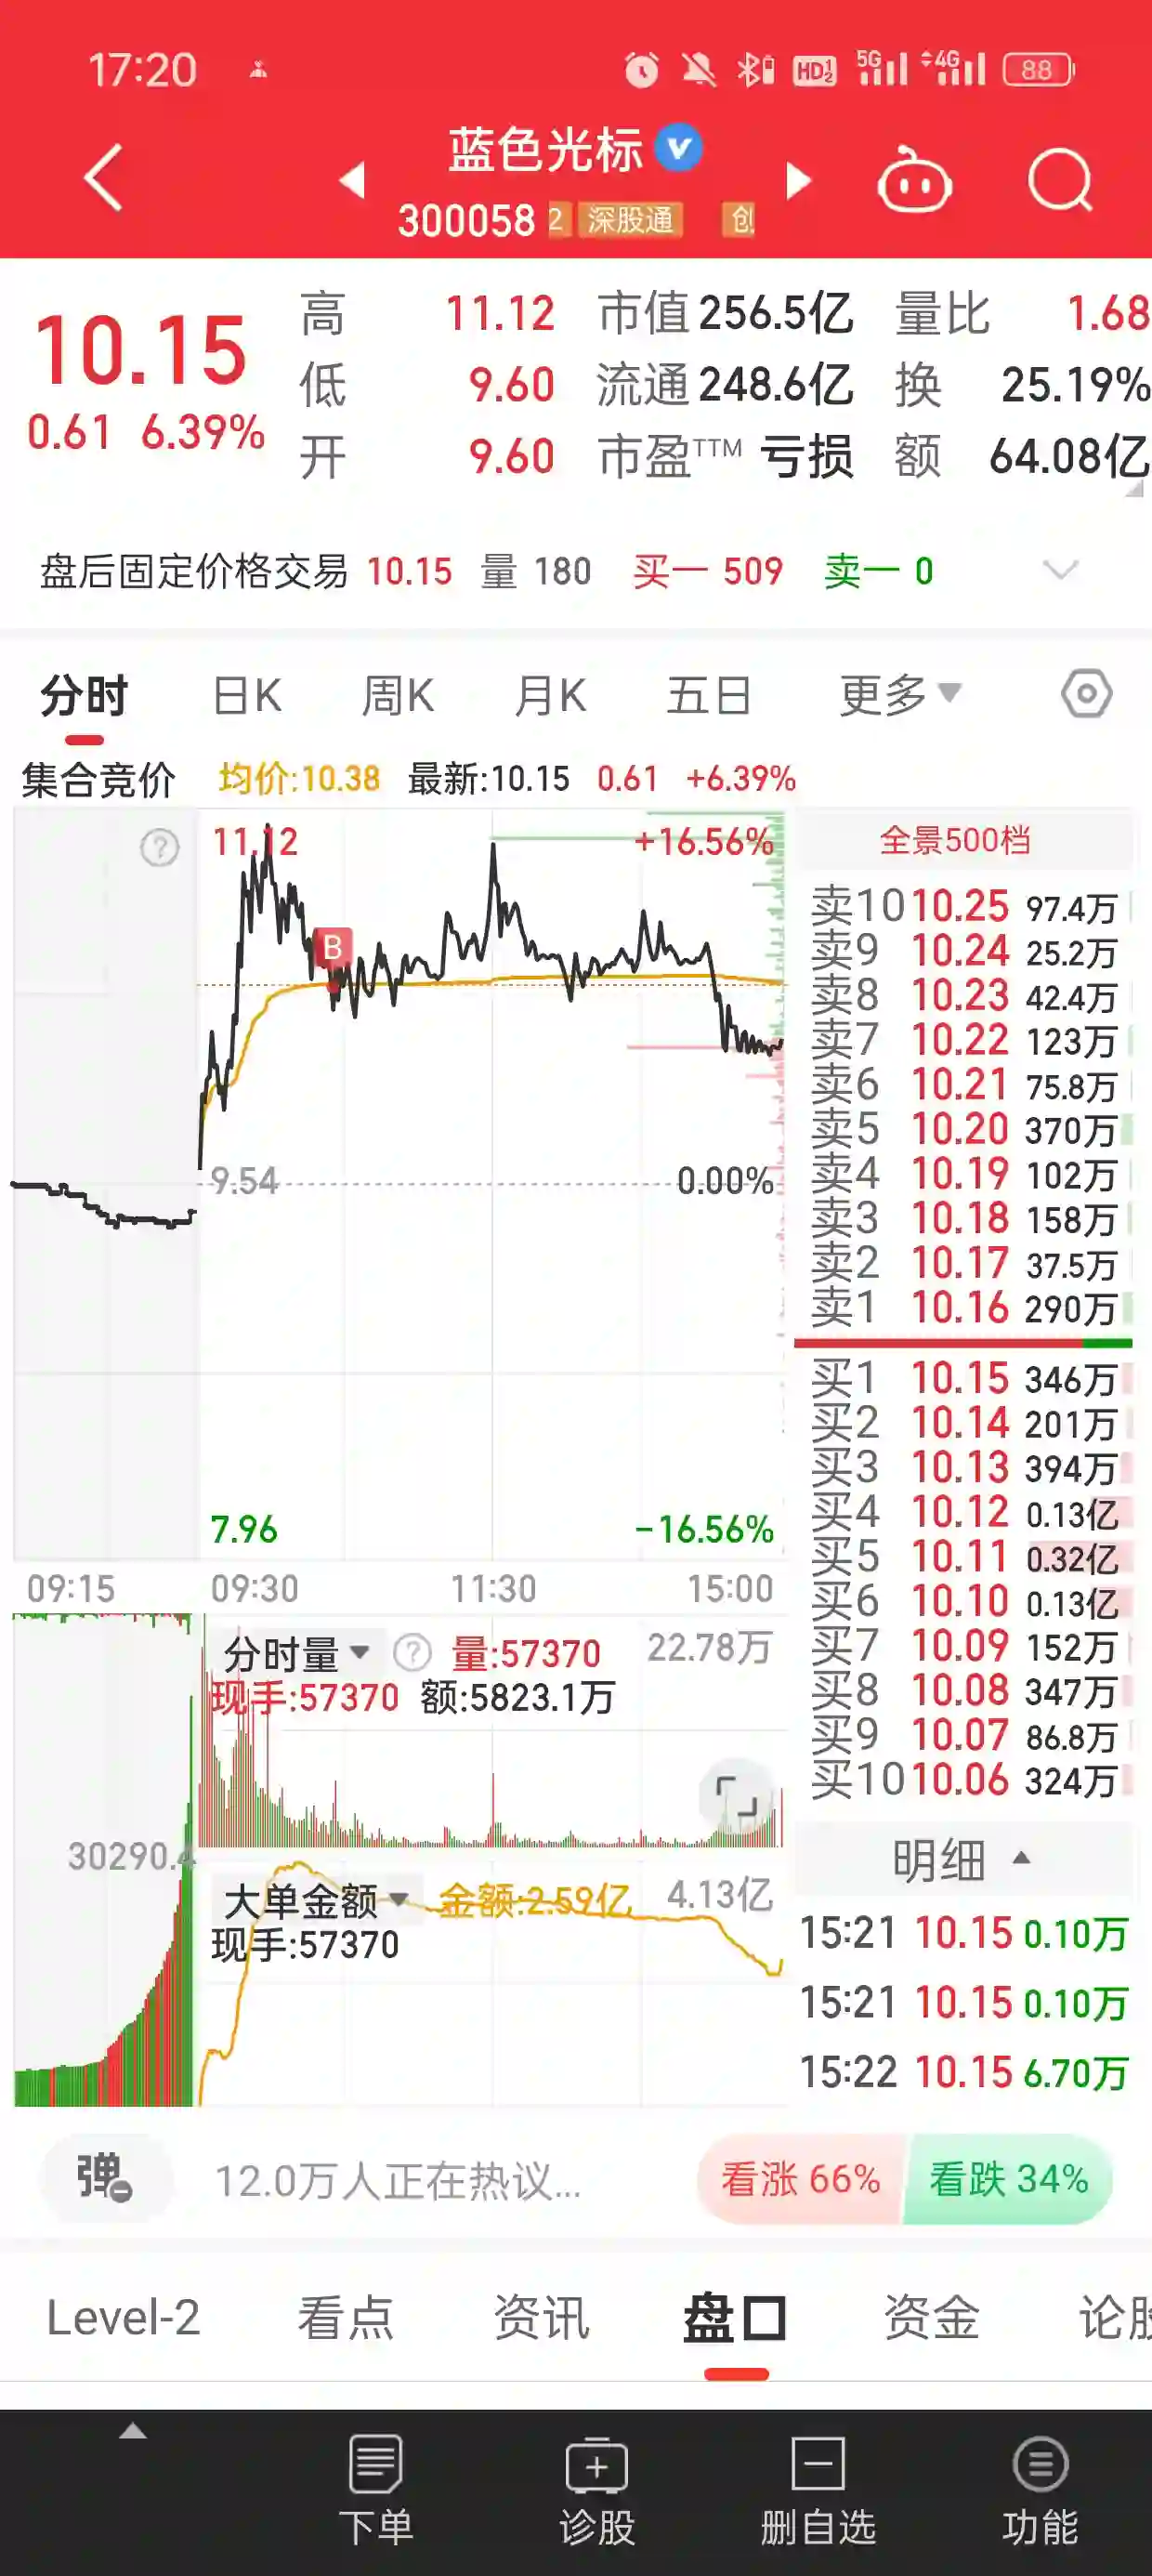 17:20
HD 1 2 5G 4G 88
蓝色光标
300058 2 深股通 创
10.15
0.61 6.39%
高 11.12 市值 256.5亿 量比 1.68
低 9.60 流通 248.6亿 换 25.19%
开 9.60 市盈TTM 亏损 额 64.08亿
盘后固定价格交易 10.15 量 180 买一 509 卖一 0
分时 日K 周K 月K 五日 更多
集合竞价 均价:10.38 最新:10.15 0.61 +6.39%
11.12 +16.56%
B
9.54 0.00%
7.96 -16.56%
09:15 09:30 11:30 15:00
分时量 量:57370 22.78万
现手:57370 额:5823.1万
30290.4
大单金额 金额:2.59亿 4.13亿
现手:57370
全景500档
卖10 10.25 97.4万
卖9 10.24 25.2万
卖8 10.23 42.4万
卖7 10.22 123万
卖6 10.21 75.8万
卖5 10.20 370万
卖4 10.19 102万
卖3 10.18 158万
卖2 10.17 37.5万
卖1 10.16 290万
买1 10.15 346万
买2 10.14 201万
买3 10.13 394万
买4 10.12 0.13亿
买5 10.11 0.32亿
买6 10.10 0.13亿
买7 10.09 152万
买8 10.08 347万
买9 10.07 86.8万
买10 10.06 324万
明细
15:21 10.15 0.10万
15:21 10.15 0.10万
15:22 10.15 6.70万
弹 12.0万人正在热议... 看涨 66% 看跌 34%
Level-2 看点 资讯 盘口 资金 论股
下单 诊股 删自选 功能